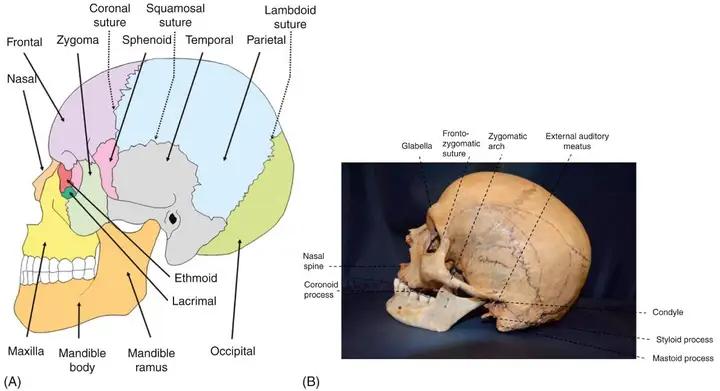 Coronal
suture
Squamosal
suture
Lambdoid
suture
Frontal
Zygoma
Sphenoid
Temporal
Parietal
Nasal
Ethmoid
Lacrimal
Maxilla
Mandible
body
Mandible
ramus
Occipital
(A)
Glabella
Fronto-
zygomatic
suture
Zygomatic
arch
External auditory
meatus
Nasal
spine
Coronoid
process
Condyle
Styloid process
Mastoid process
(B)